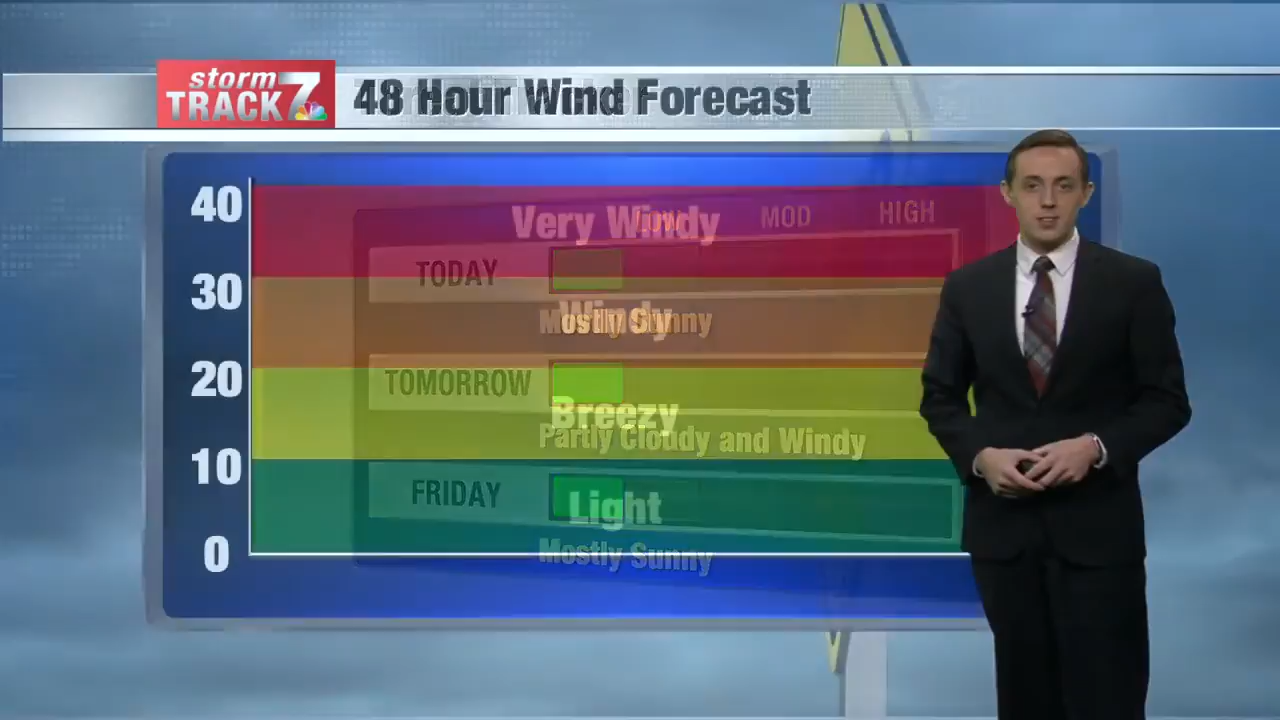 storm
TRACK 7
48 Hour Wind Forecast
40
30
20
10
0
Very Windy
Windy
Breezy
Light
LOW
MOD
HIGH
TODAY
Mostly Sunny
TOMORROW
Partly Cloudy and Windy
FRIDAY
Mostly Sunny